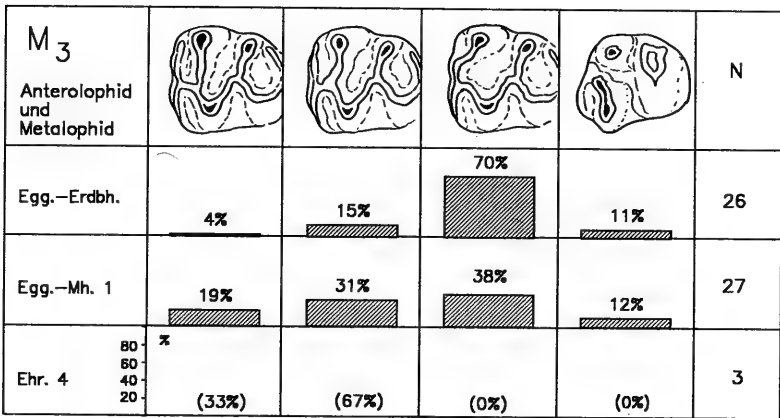 M3
N
Anterolophid
und
Metalophid
Egg.-Erdbh.
4%
15%
70%
11%
26
Egg.-Mh. 1
19%
31%
38%
12%
27
Ehr. 4
80
60
40
20
%
(33%)
(67%)
(0%)
(0%)
3